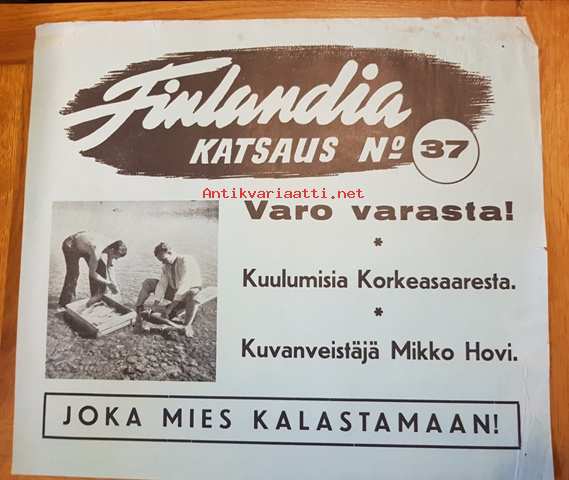 Finlandia
KATSAUS Nº 37
Antikvariaatti.net
Varo varasta!
*
Kuulumisia Korkeasaaresta.
*
Kuvanveistäjä Mikko Hovi.
JOKA MIES KALASTAMAAN!